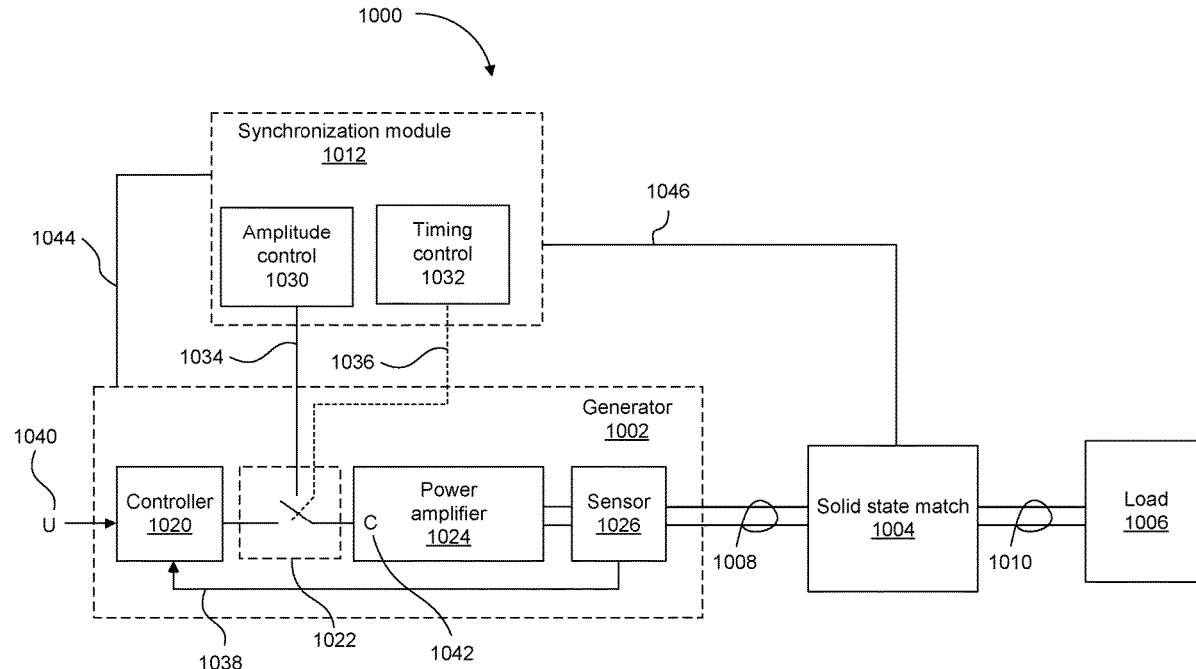 1000
Synchronization module
1012
1046
Amplitude
control
1030
Timing
control
1032
1044
1034
1036
Generator
1002
1040
U
Controller
1020
C
Power
amplifier
1024
Sensor
1026
1008
Solid state match
1004
1010
Load
1006
1038
1022
1042